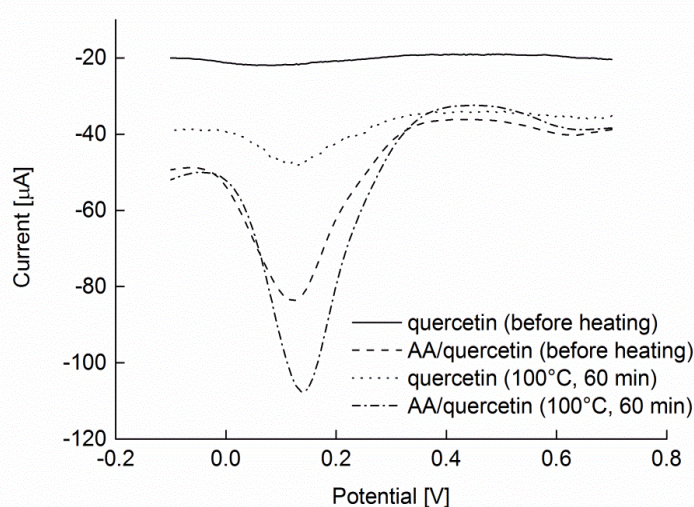 -20
-40
-60
-80
-100
-120
-0.2
0.0
0.2
0.4
0.6
0.8
Current [µA]
Potential [V]
quercetin (before heating)
AA/quercetin (before heating)
quercetin (100°C, 60 min)
AA/quercetin (100°C, 60 min)